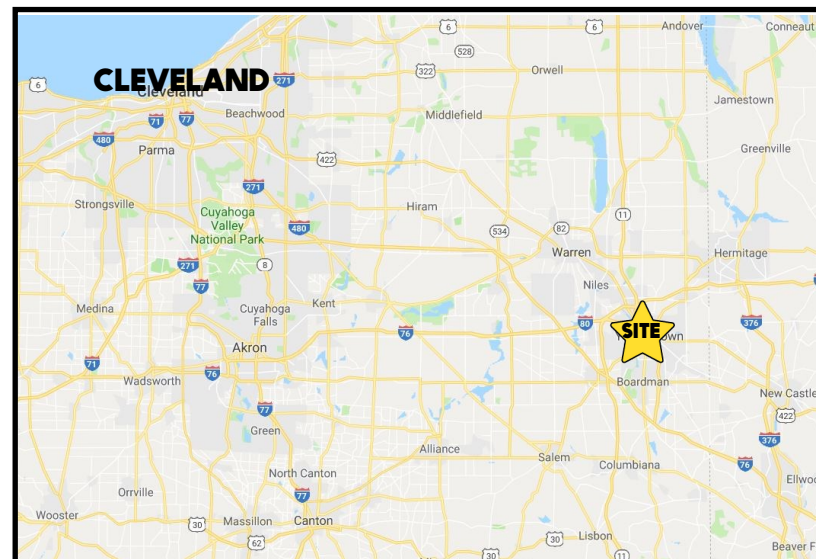 6
6
Andover
Conneaut
528
CLEVELAND
Cleveland
271
322
Orwell
6
Jamestown
Beachwood
Middlefield
71
77
480
Parma
422
Greenville
271
Strongsville
Cuyahoga
Valley
National Park
Hiram
11
480
534
82
Warren
Hermitage
271
8
77
Niles
Medina
Cuyahoga
Falls
Kent
80
376
76
SITE
own
Akron
71
76
Wadsworth
Boardman
New Castle
77
422
Green
376
Alliance
Salem
Columbiana
76
North Canton
Ellwo
Orrville
77
Wooster
30
Massillon
Canton
62
30
30
Lisbon
11
Beaver F